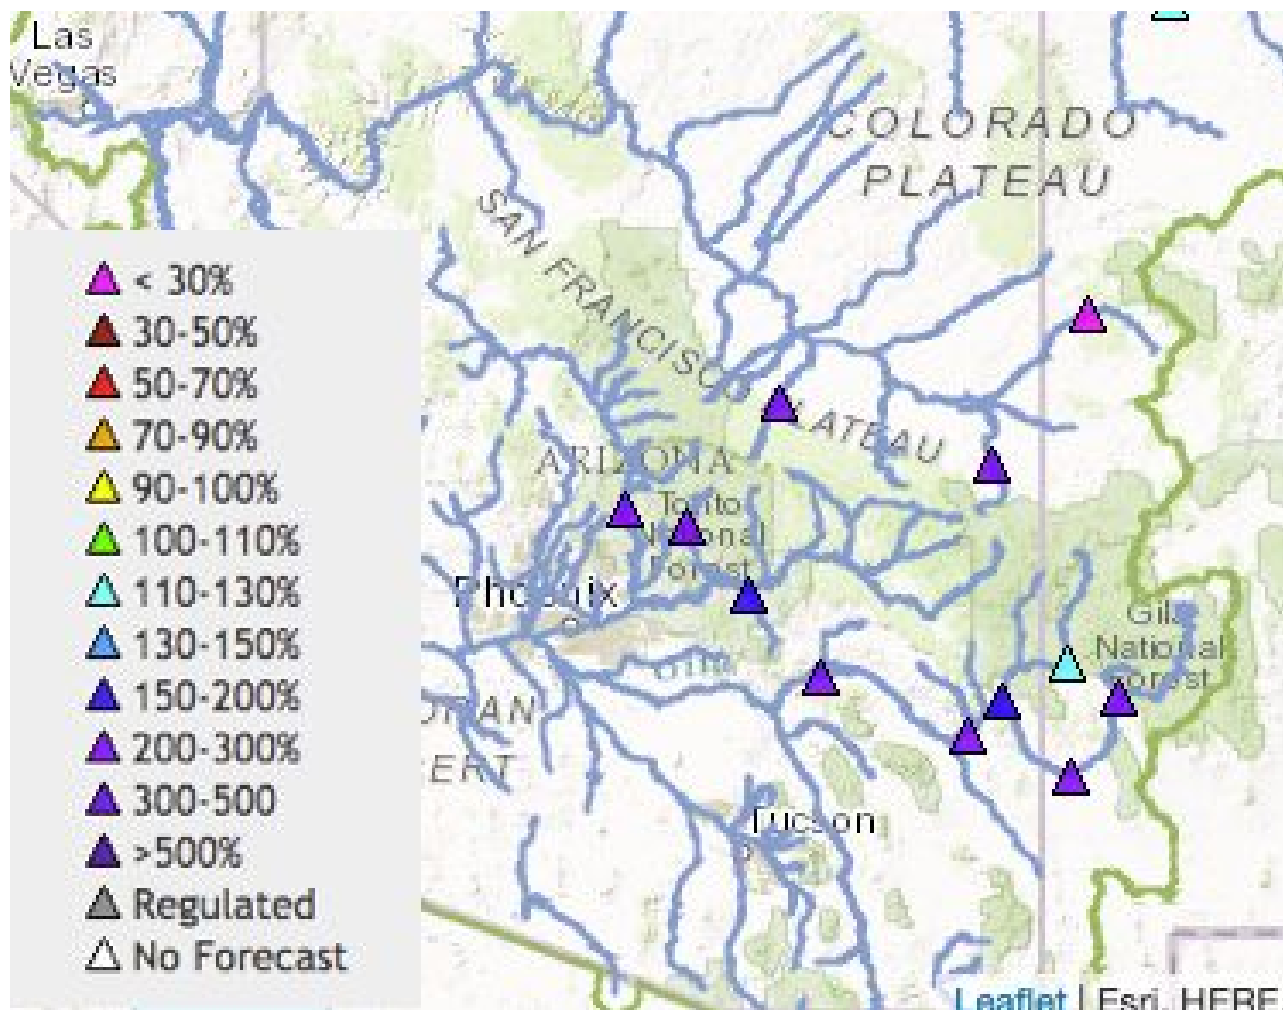 Las
Vegas
COLORADO
PLATEAU
SAN FRANCISCO PLATEAU
< 30%
30-50%
50-70%
70-90%
90-100%
100-110%
110-130%
130-150%
150-200%
200-300%
300-500
>500%
Regulated
No Forecast
ARIZONA
Tonto
National
Forest
Phoenix
Gila
National
Forest
Tucson
Leaflet | Esri, HERE